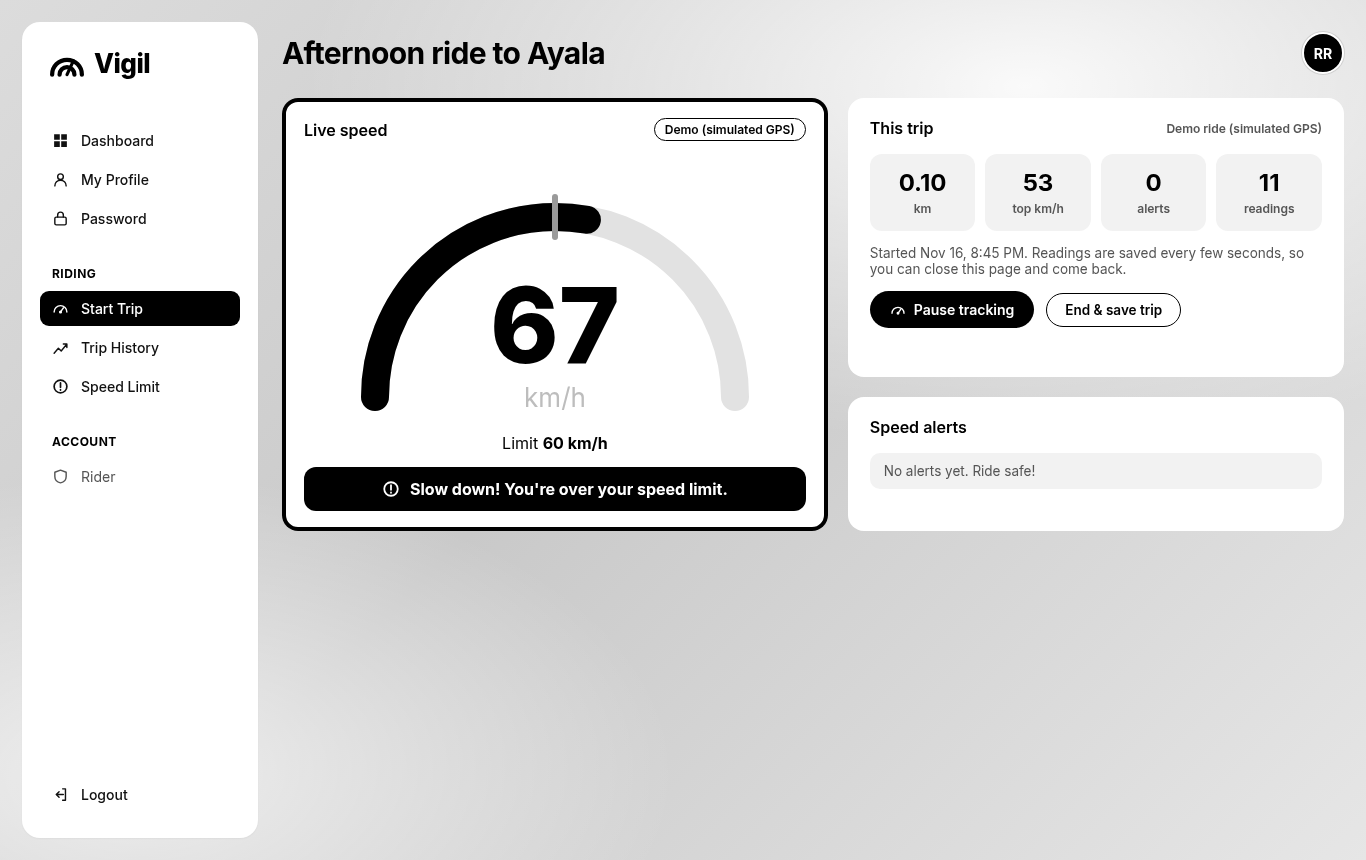 Vigil
Dashboard
My Profile
Password
RIDING
Start Trip
Trip History
Speed Limit
ACCOUNT
Rider
Logout
Afternoon ride to Ayala
RR
Live speed
Demo (simulated GPS)
67
km/h
Limit 60 km/h
Slow down! You're over your speed limit.
This trip
Demo ride (simulated GPS)
0.10
km
53
top km/h
0
alerts
11
readings
Started Nov 16, 8:45 PM. Readings are saved every few seconds, so
you can close this page and come back.
Pause tracking
End & save trip
Speed alerts
No alerts yet. Ride safe!